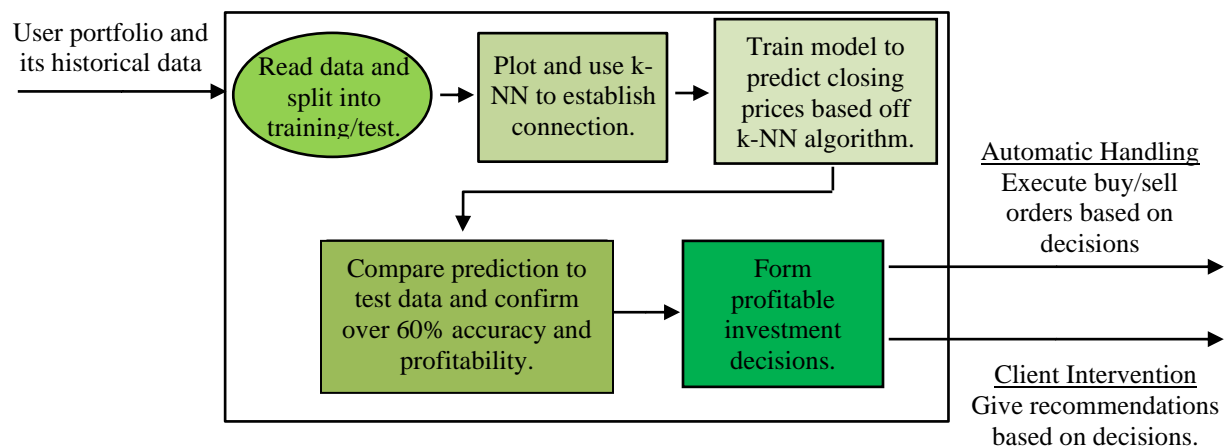 User portfolio and
its historical data
Read data and
split into
training/test.
Plot and use k-
NN to establish
connection.
Train model to
predict closing
prices based off
k-NN algorithm.
Compare prediction to
test data and confirm
over 60% accuracy and
profitability.
Form
profitable
investment
decisions.
Automatic Handling
Execute buy/sell
orders based on
decisions
Client Intervention
Give recommendations
based on decisions.